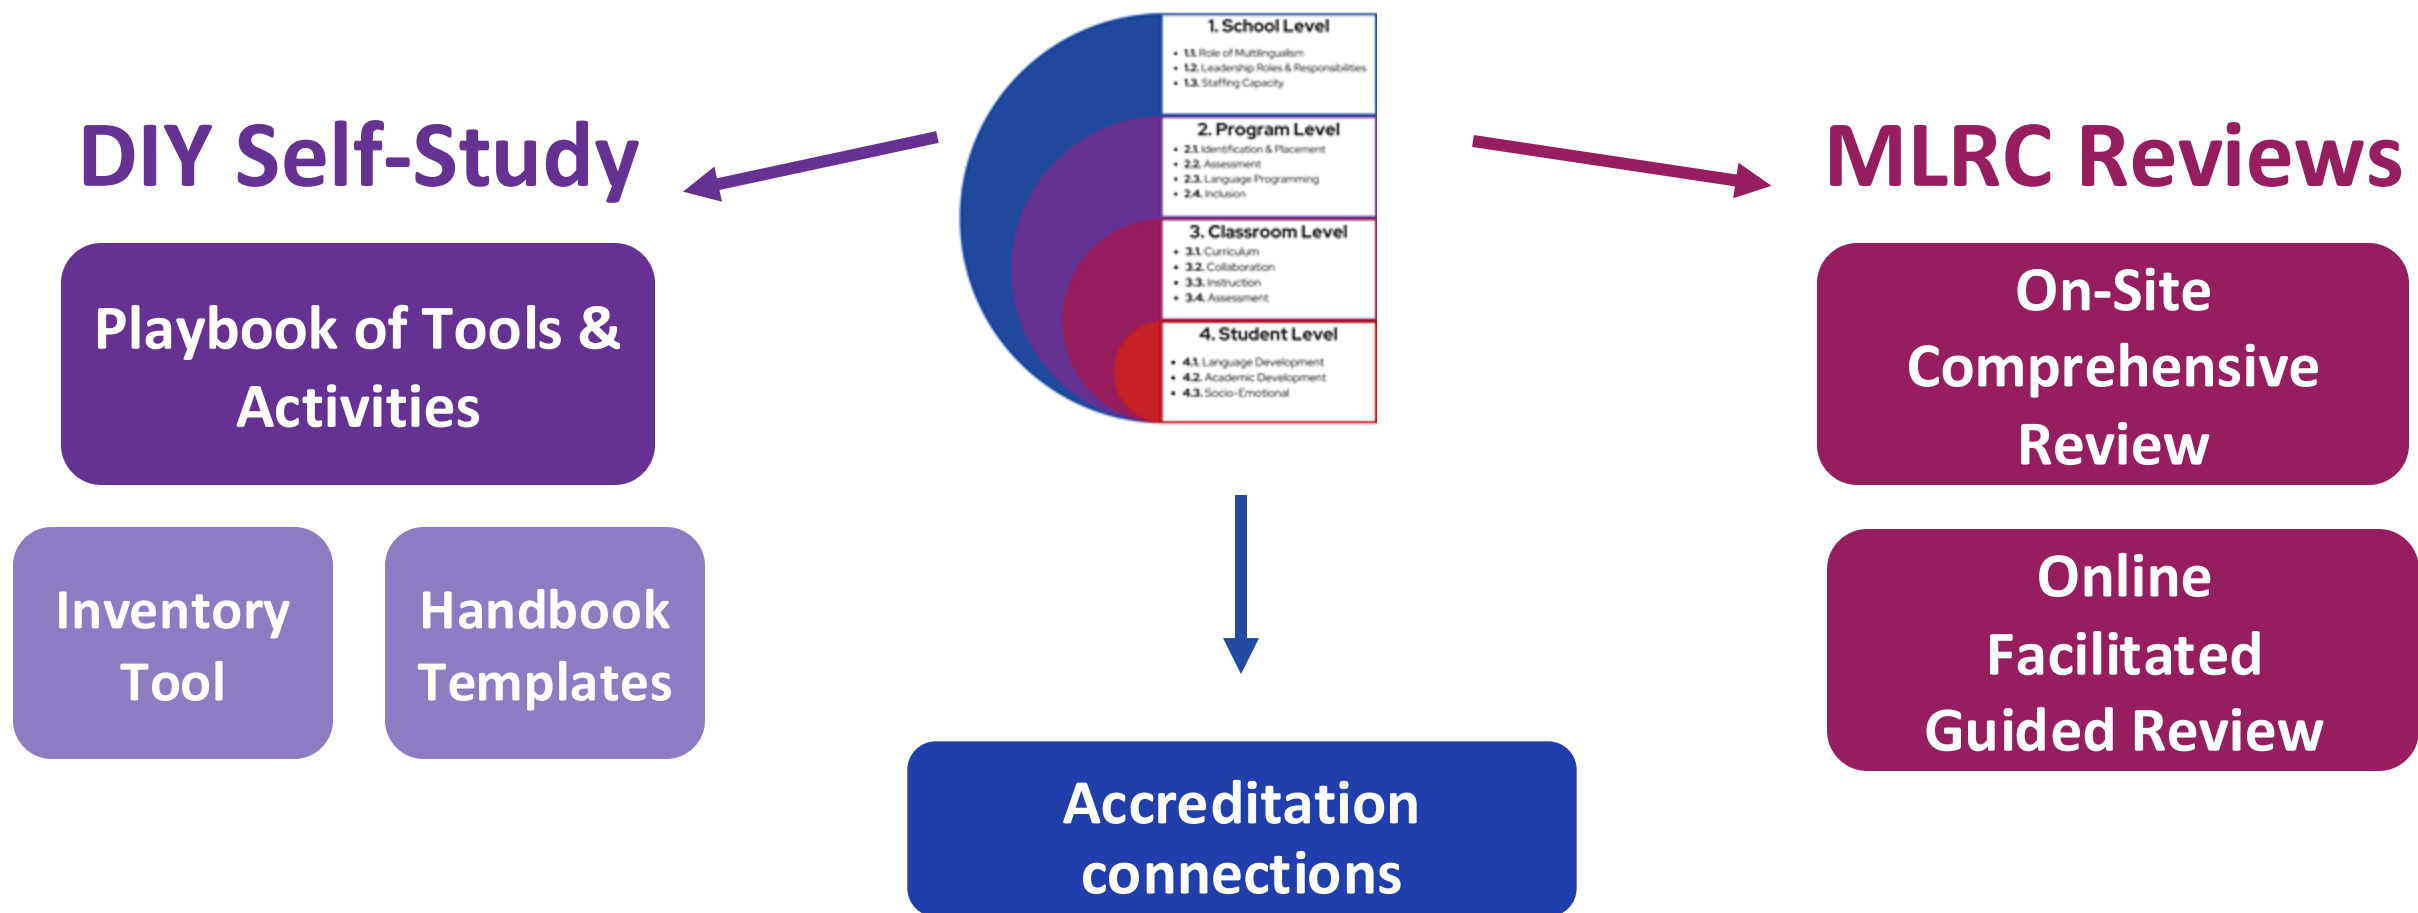 DIY Self-Study
Playbook of Tools &
Activities
Inventory
Tool
Handbook
Templates
1. School Level
• 1.1. Role of Multilingualism
• 1.2. Leadership Roles & Responsibilities
• 1.3. Staffing Capacity
2. Program Level
• 2.1. Identification & Placement
• 2.2. Assessment
• 2.3. Language Programming
• 2.4. Inclusion
3. Classroom Level
• 3.1. Curriculum
• 3.2. Collaboration
• 3.3. Instruction
• 3.4. Assessment
4. Student Level
• 4.1. Language Development
• 4.2. Academic Development
• 4.3. Socio-Emotional
Accreditation
connections
MLRC Reviews
On-Site
Comprehensive
Review
Online
Facilitated
Guided Review